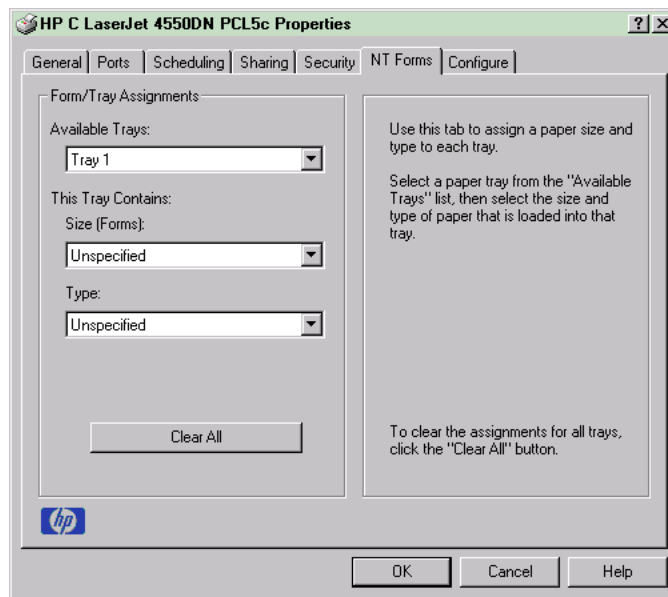 HP C LaserJet 4550DN PCL5c Properties
General
Ports
Scheduling
Sharing
Security
NT Forms
Configure
Form/Tray Assignments
Available Trays:
Tray 1
This Tray Contains:
Size (Forms):
Unspecified
Type:
Unspecified
Clear All
Use this tab to assign a paper size and
type to each tray.
Select a paper tray from the "Available
Trays" list, then select the size and
type of paper that is loaded into that
tray.
To clear the assignments for all trays,
click the "Clear All" button.
hp
OK
Cancel
Help